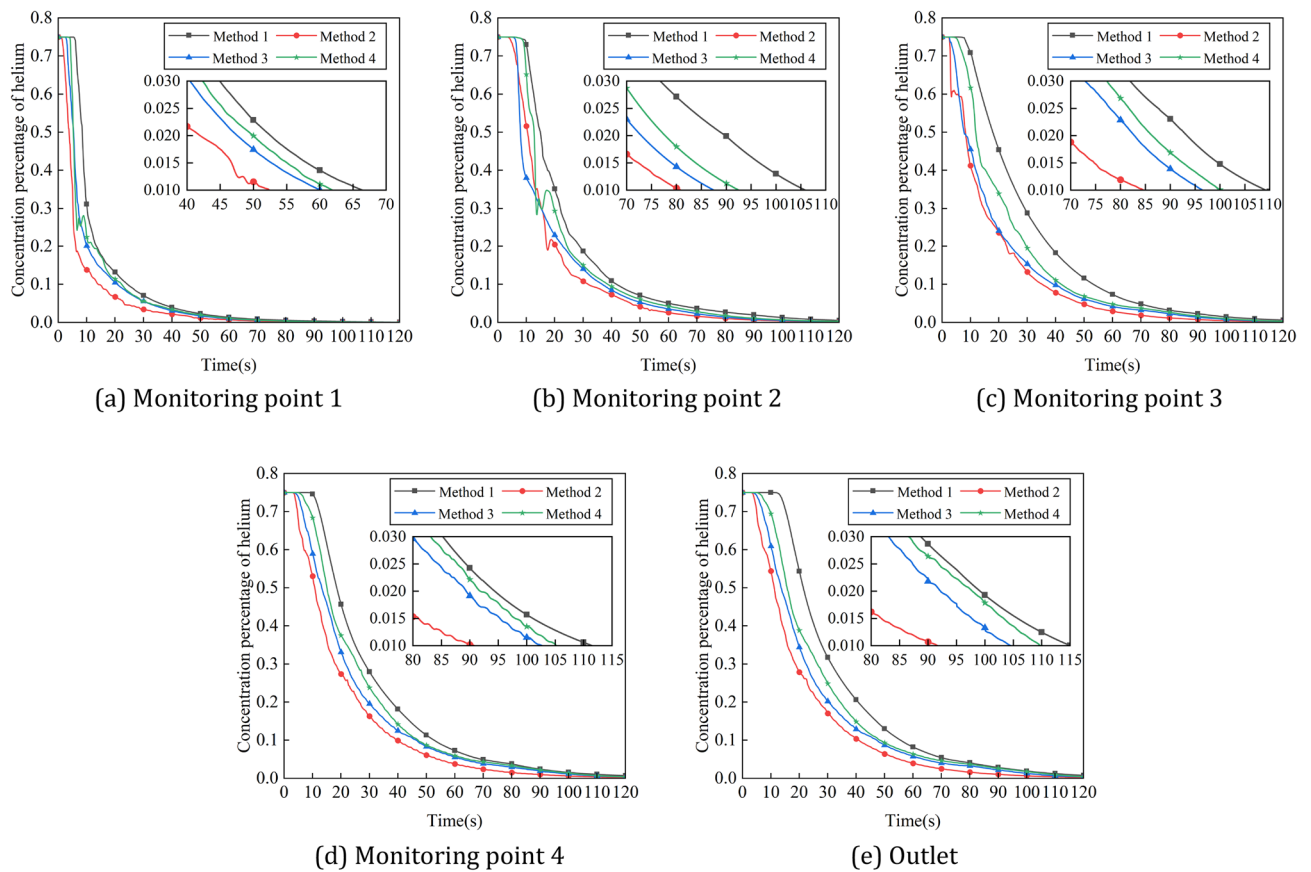 Concentration percentage of helium
0.8
0.7
0.6
0.5
0.4
0.3
0.2
0.1
0.0
Method 1 Method 2
Method 3 Method 4
0.030
0.025
0.020
0.015
0.010
40 45 50 55 60 65 70
0 10 20 30 40 50 60 70 80 90 100 110 120
Time(s)
(a) Monitoring point 1
Concentration percentage of helium
0.8
0.7
0.6
0.5
0.4
0.3
0.2
0.1
0.0
Method 1 Method 2
Method 3 Method 4
0.030
0.025
0.020
0.015
0.010
70 75 80 85 90 95 100 105 110
0 10 20 30 40 50 60 70 80 90 100 110 120
Time(s)
(b) Monitoring point 2
Concentration percentage of helium
0.8
0.7
0.6
0.5
0.4
0.3
0.2
0.1
0.0
Method 1 Method 2
Method 3 Method 4
0.030
0.025
0.020
0.015
0.010
70 75 80 85 90 95 100 105 110
0 10 20 30 40 50 60 70 80 90 100 110 120
Time(s)
(c) Monitoring point 3
Concentration percentage of helium
0.8
0.7
0.6
0.5
0.4
0.3
0.2
0.1
0.0
Method 1 Method 2
Method 3 Method 4
0.030
0.025
0.020
0.015
0.010
80 85 90 95 100 105 110 115
0 10 20 30 40 50 60 70 80 90 100 110 120
Time(s)
(d) Monitoring point 4
Concentration percentage of helium
0.8
0.7
0.6
0.5
0.4
0.3
0.2
0.1
0.0
Method 1 Method 2
Method 3 Method 4
0.030
0.025
0.020
0.015
0.010
80 85 90 95 100 105 110 115
0 10 20 30 40 50 60 70 80 90 100 110 120
Time(s)
(e) Outlet